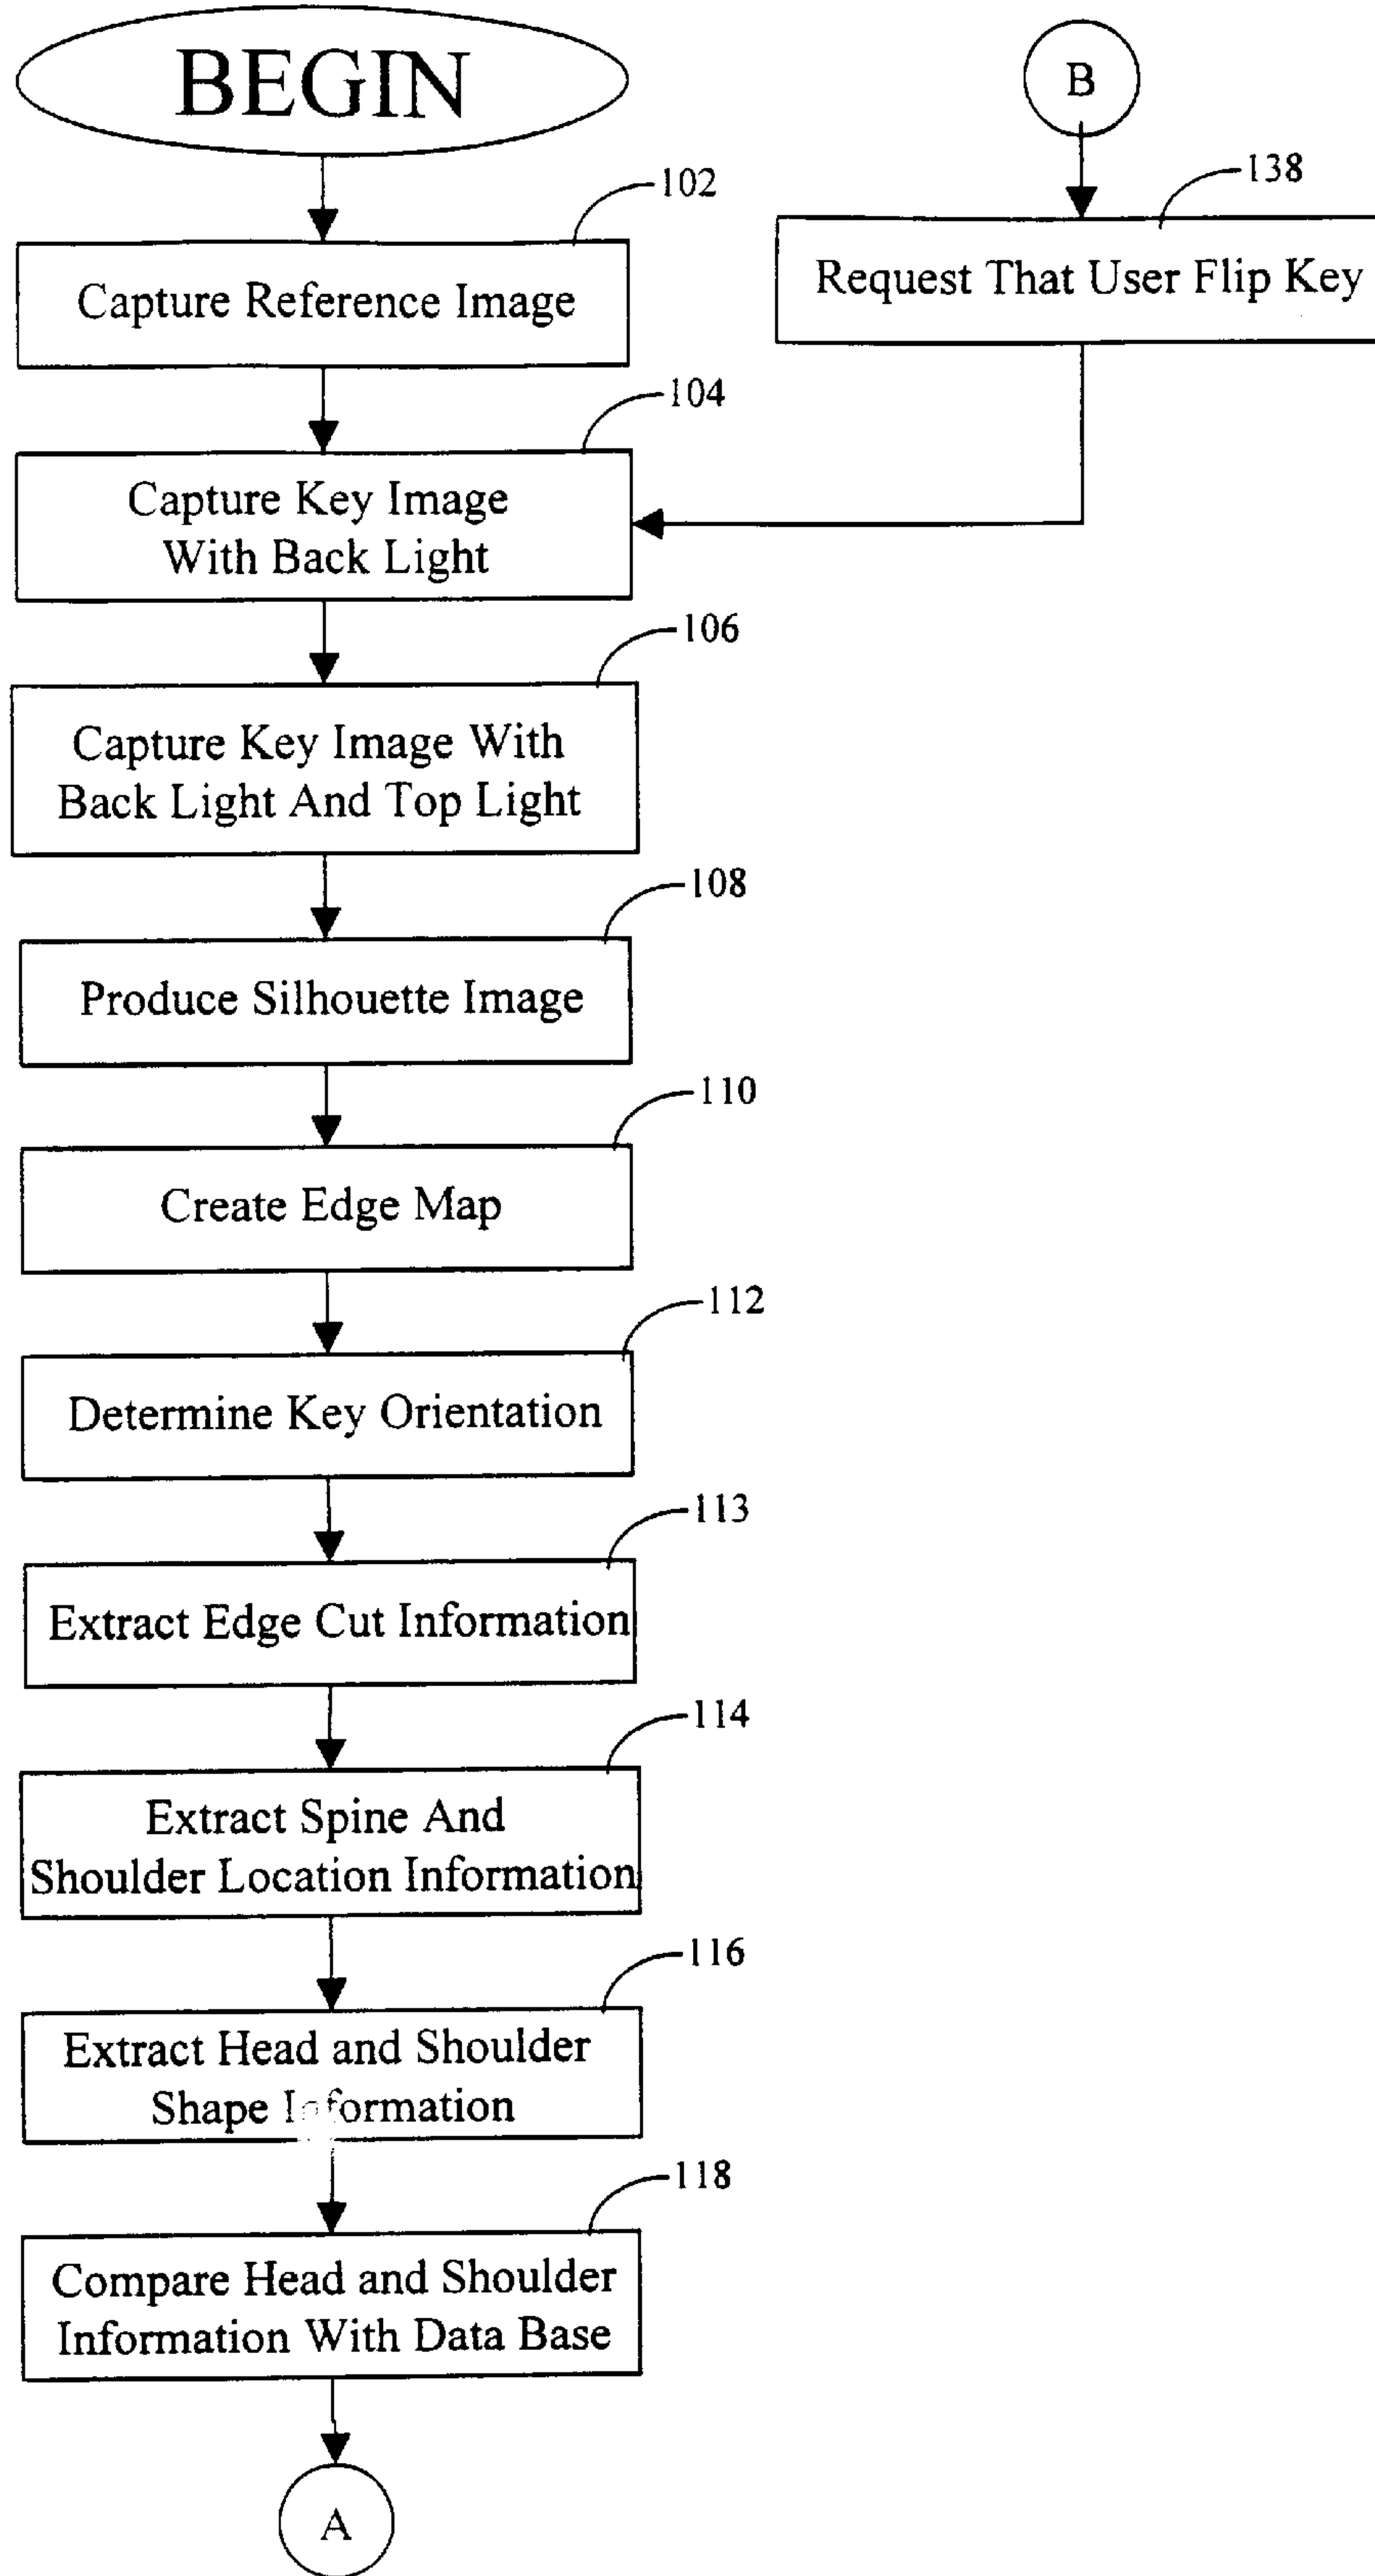 BEGIN
102
Capture Reference Image
104
Capture Key Image
With Back Light
106
Capture Key Image With
Back Light And Top Light
108
Produce Silhouette Image
110
Create Edge Map
112
Determine Key Orientation
113
Extract Edge Cut Information
114
Extract Spine And
Shoulder Location Information
116
Extract Head and Shoulder
Shape Information
118
Compare Head and Shoulder
Information With Data Base
A
B
138
Request That User Flip Key